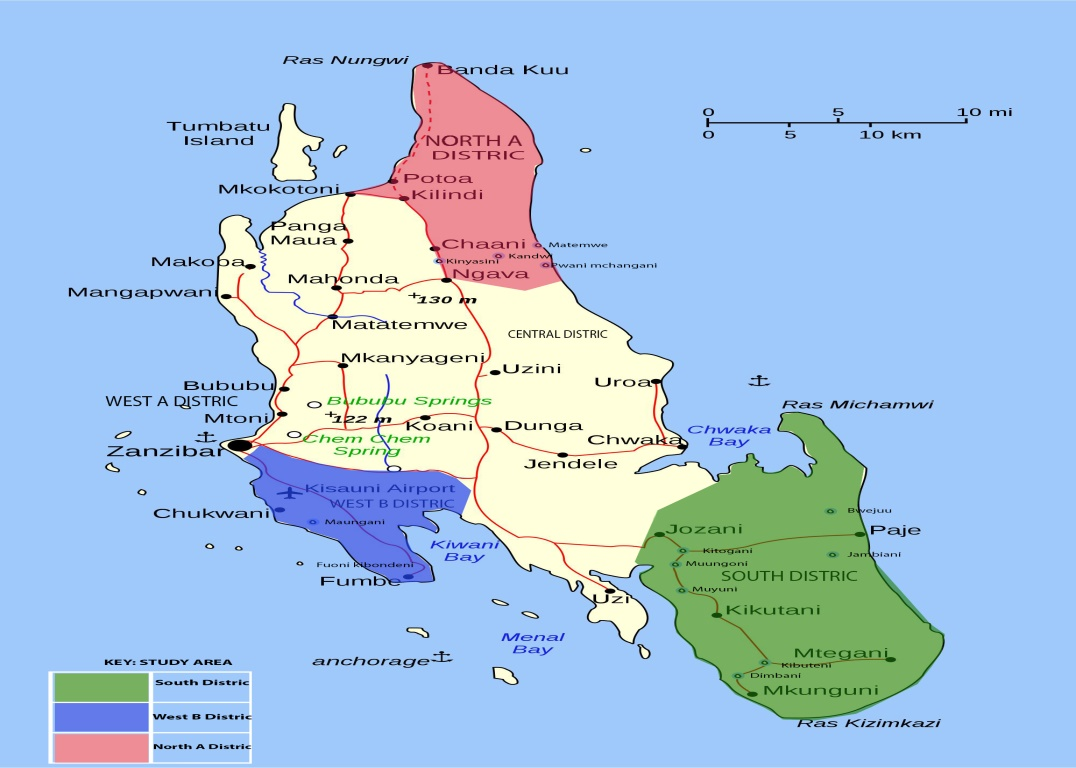 Ras Nungwi
Banda Kuu
0 5 10 mi
0 5 10 km
Tumbatu
Island
NORTH A
DISTRIC
Potoa
Mkokotoni
Kilindi
Panga
Maua
Chaani
Matemwe
Kandwi
Kinyasini
Pwani mchangani
Makoba
Ngava
Mahonda
Mangapwani
130 m
Matatemwe
CENTRAL DISTRIC
Mkanyageni
Uzini
Bububu
Uroa
WEST A DISTRIC
Bububu Springs
Ras Michamwi
Mtoni
122 m
Koani
Dunga
Chwaka
Bay
Chem Chem
Spring
Chwaka
Zanzibar
Jendele
Kisauni Airport
WEST B DISTRIC
Chukwani
Maungani
Bwejuu
Jozani
Paje
Kiwani
Bay
Kitogani
Jambiani
Fuoni kibondeni
Muungoni
Fumbe
SOUTH DISTRIC
Muyuni
Uzi
Kikutani
Menal
Bay
anchorage
Mtegani
Kibuteni
Dimbani
Mkunguni
Ras Kizimkazi
KEY: STUDY AREA
South Distric
West B Distric
North A Distric